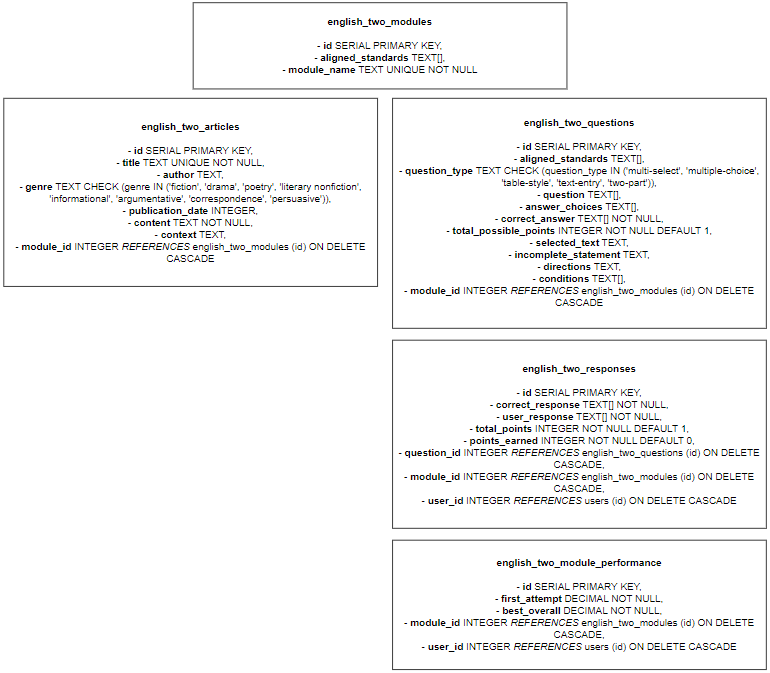 english_two_modules
- id SERIAL PRIMARY KEY,
- aligned_standards TEXT[],
- module_name TEXT UNIQUE NOT NULL
english_two_articles
- id SERIAL PRIMARY KEY,
- title TEXT UNIQUE NOT NULL,
- author TEXT,
- genre TEXT CHECK (genre IN ('fiction', 'drama', 'poetry', 'literary nonfiction',
'informational', 'argumentative', 'correspondence', 'persuasive')),
- publication_date INTEGER,
- content TEXT NOT NULL,
- context TEXT,
- module_id INTEGER REFERENCES english_two_modules (id) ON DELETE
CASCADE
english_two_questions
- id SERIAL PRIMARY KEY,
- aligned_standards TEXT[],
- question_type TEXT CHECK (question_type IN ('multi-select', 'multiple-choice',
'table-style', 'text-entry', 'two-part')),
- question TEXT[],
- answer_choices TEXT[],
- correct_answer TEXT[] NOT NULL,
- total_possible_points INTEGER NOT NULL DEFAULT 1,
- selected_text TEXT,
- incomplete_statement TEXT,
- directions TEXT,
- conditions TEXT[],
- module_id INTEGER REFERENCES english_two_modules (id) ON DELETE
CASCADE
english_two_responses
- id SERIAL PRIMARY KEY,
- correct_response TEXT[] NOT NULL,
- user_response TEXT[] NOT NULL,
- total_points INTEGER NOT NULL DEFAULT 1,
- points_earned INTEGER NOT NULL DEFAULT 0,
- question_id INTEGER REFERENCES english_two_questions (id) ON DELETE
CASCADE,
- module_id INTEGER REFERENCES english_two_modules (id) ON DELETE
CASCADE,
- user_id INTEGER REFERENCES users (id) ON DELETE CASCADE
english_two_module_performance
- id SERIAL PRIMARY KEY,
- first_attempt DECIMAL NOT NULL,
- best_overall DECIMAL NOT NULL,
- module_id INTEGER REFERENCES english_two_modules (id) ON DELETE
CASCADE,
- user_id INTEGER REFERENCES users (id) ON DELETE CASCADE